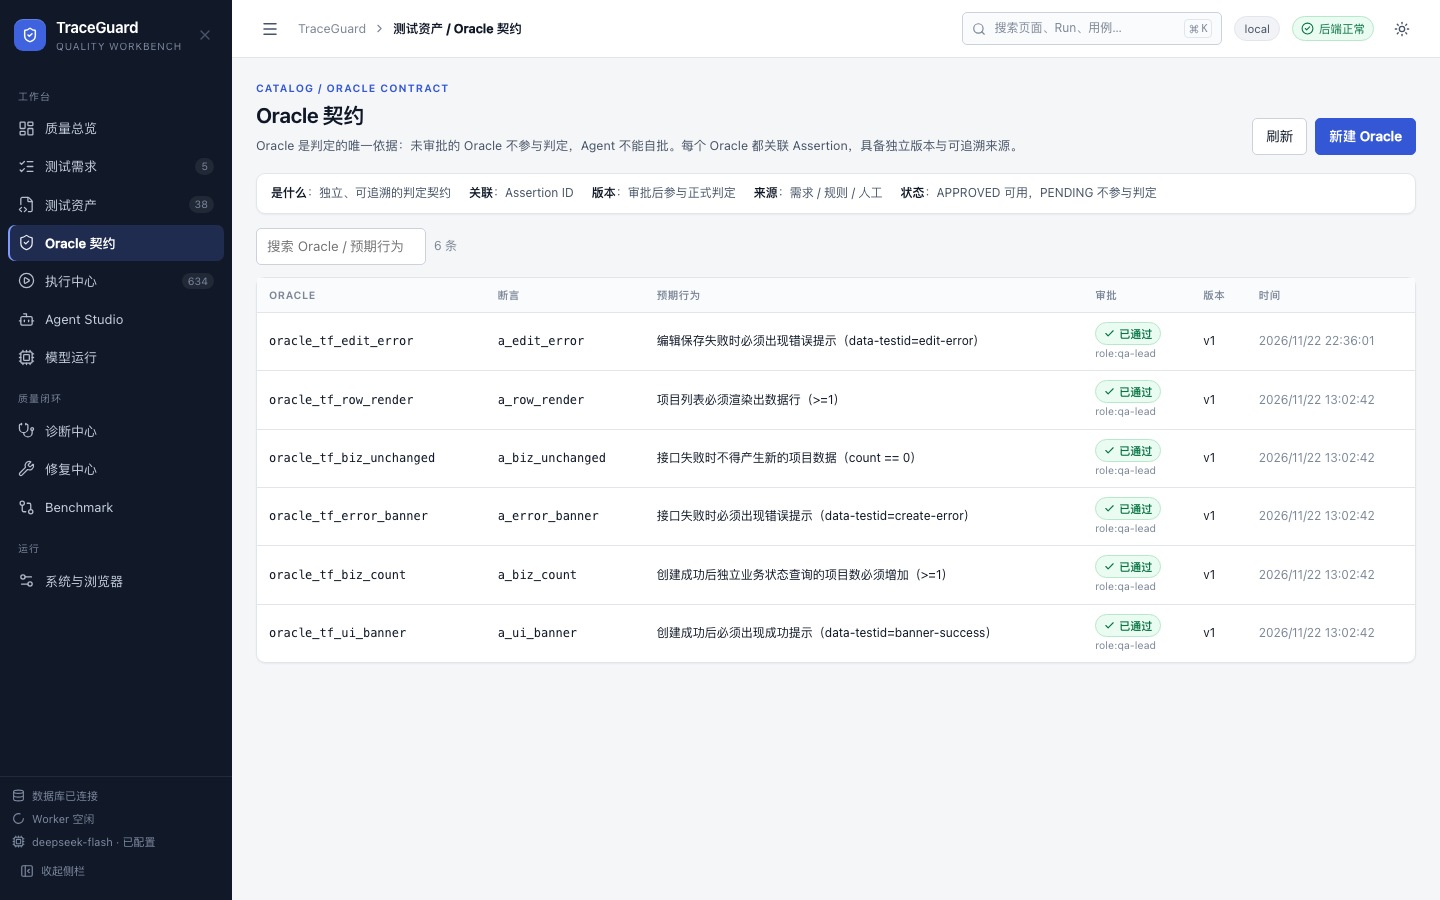 TraceGuard
QUALITY WORKBENCH
工作台
质量总览
测试需求 5
测试资产 38
Oracle 契约
执行中心 634
Agent Studio
模型运行
质量闭环
诊断中心
修复中心
Benchmark
运行
系统与浏览器
数据库已连接
Worker 空闲
deepseek-flash · 已配置
收起侧栏
TraceGuard > 测试资产 / Oracle 契约
搜索页面、Run、用例... ⌘ K
local
后端正常
CATALOG / ORACLE CONTRACT
Oracle 契约
Oracle 是判定的唯一依据：未审批的 Oracle 不参与判定，Agent 不能自批。每个 Oracle 都关联 Assertion，具备独立版本与可追溯来源。
刷新
新建 Oracle
是什么：独立、可追溯的判定契约 关联：Assertion ID 版本：审批后参与正式判定 来源：需求 / 规则 / 人工 状态：APPROVED 可用，PENDING 不参与判定
搜索 Oracle / 预期行为 6 条
ORACLE 断言 预期行为 审批 版本 时间
oracle_tf_edit_error a_edit_error 编辑保存失败时必须出现错误提示（data-testid=edit-error） 已通过 v1 2026/11/22 22:36:01
role:qa-lead
oracle_tf_row_render a_row_render 项目列表必须渲染出数据行（>=1） 已通过 v1 2026/11/22 13:02:42
role:qa-lead
oracle_tf_biz_unchanged a_biz_unchanged 接口失败时不得产生新的项目数据（count == 0） 已通过 v1 2026/11/22 13:02:42
role:qa-lead
oracle_tf_error_banner a_error_banner 接口失败时必须出现错误提示（data-testid=create-error） 已通过 v1 2026/11/22 13:02:42
role:qa-lead
oracle_tf_biz_count a_biz_count 创建成功后独立业务状态查询的项目数必须增加（>=1） 已通过 v1 2026/11/22 13:02:42
role:qa-lead
oracle_tf_ui_banner a_ui_banner 创建成功后必须出现成功提示（data-testid=banner-success） 已通过 v1 2026/11/22 13:02:42
role:qa-lead